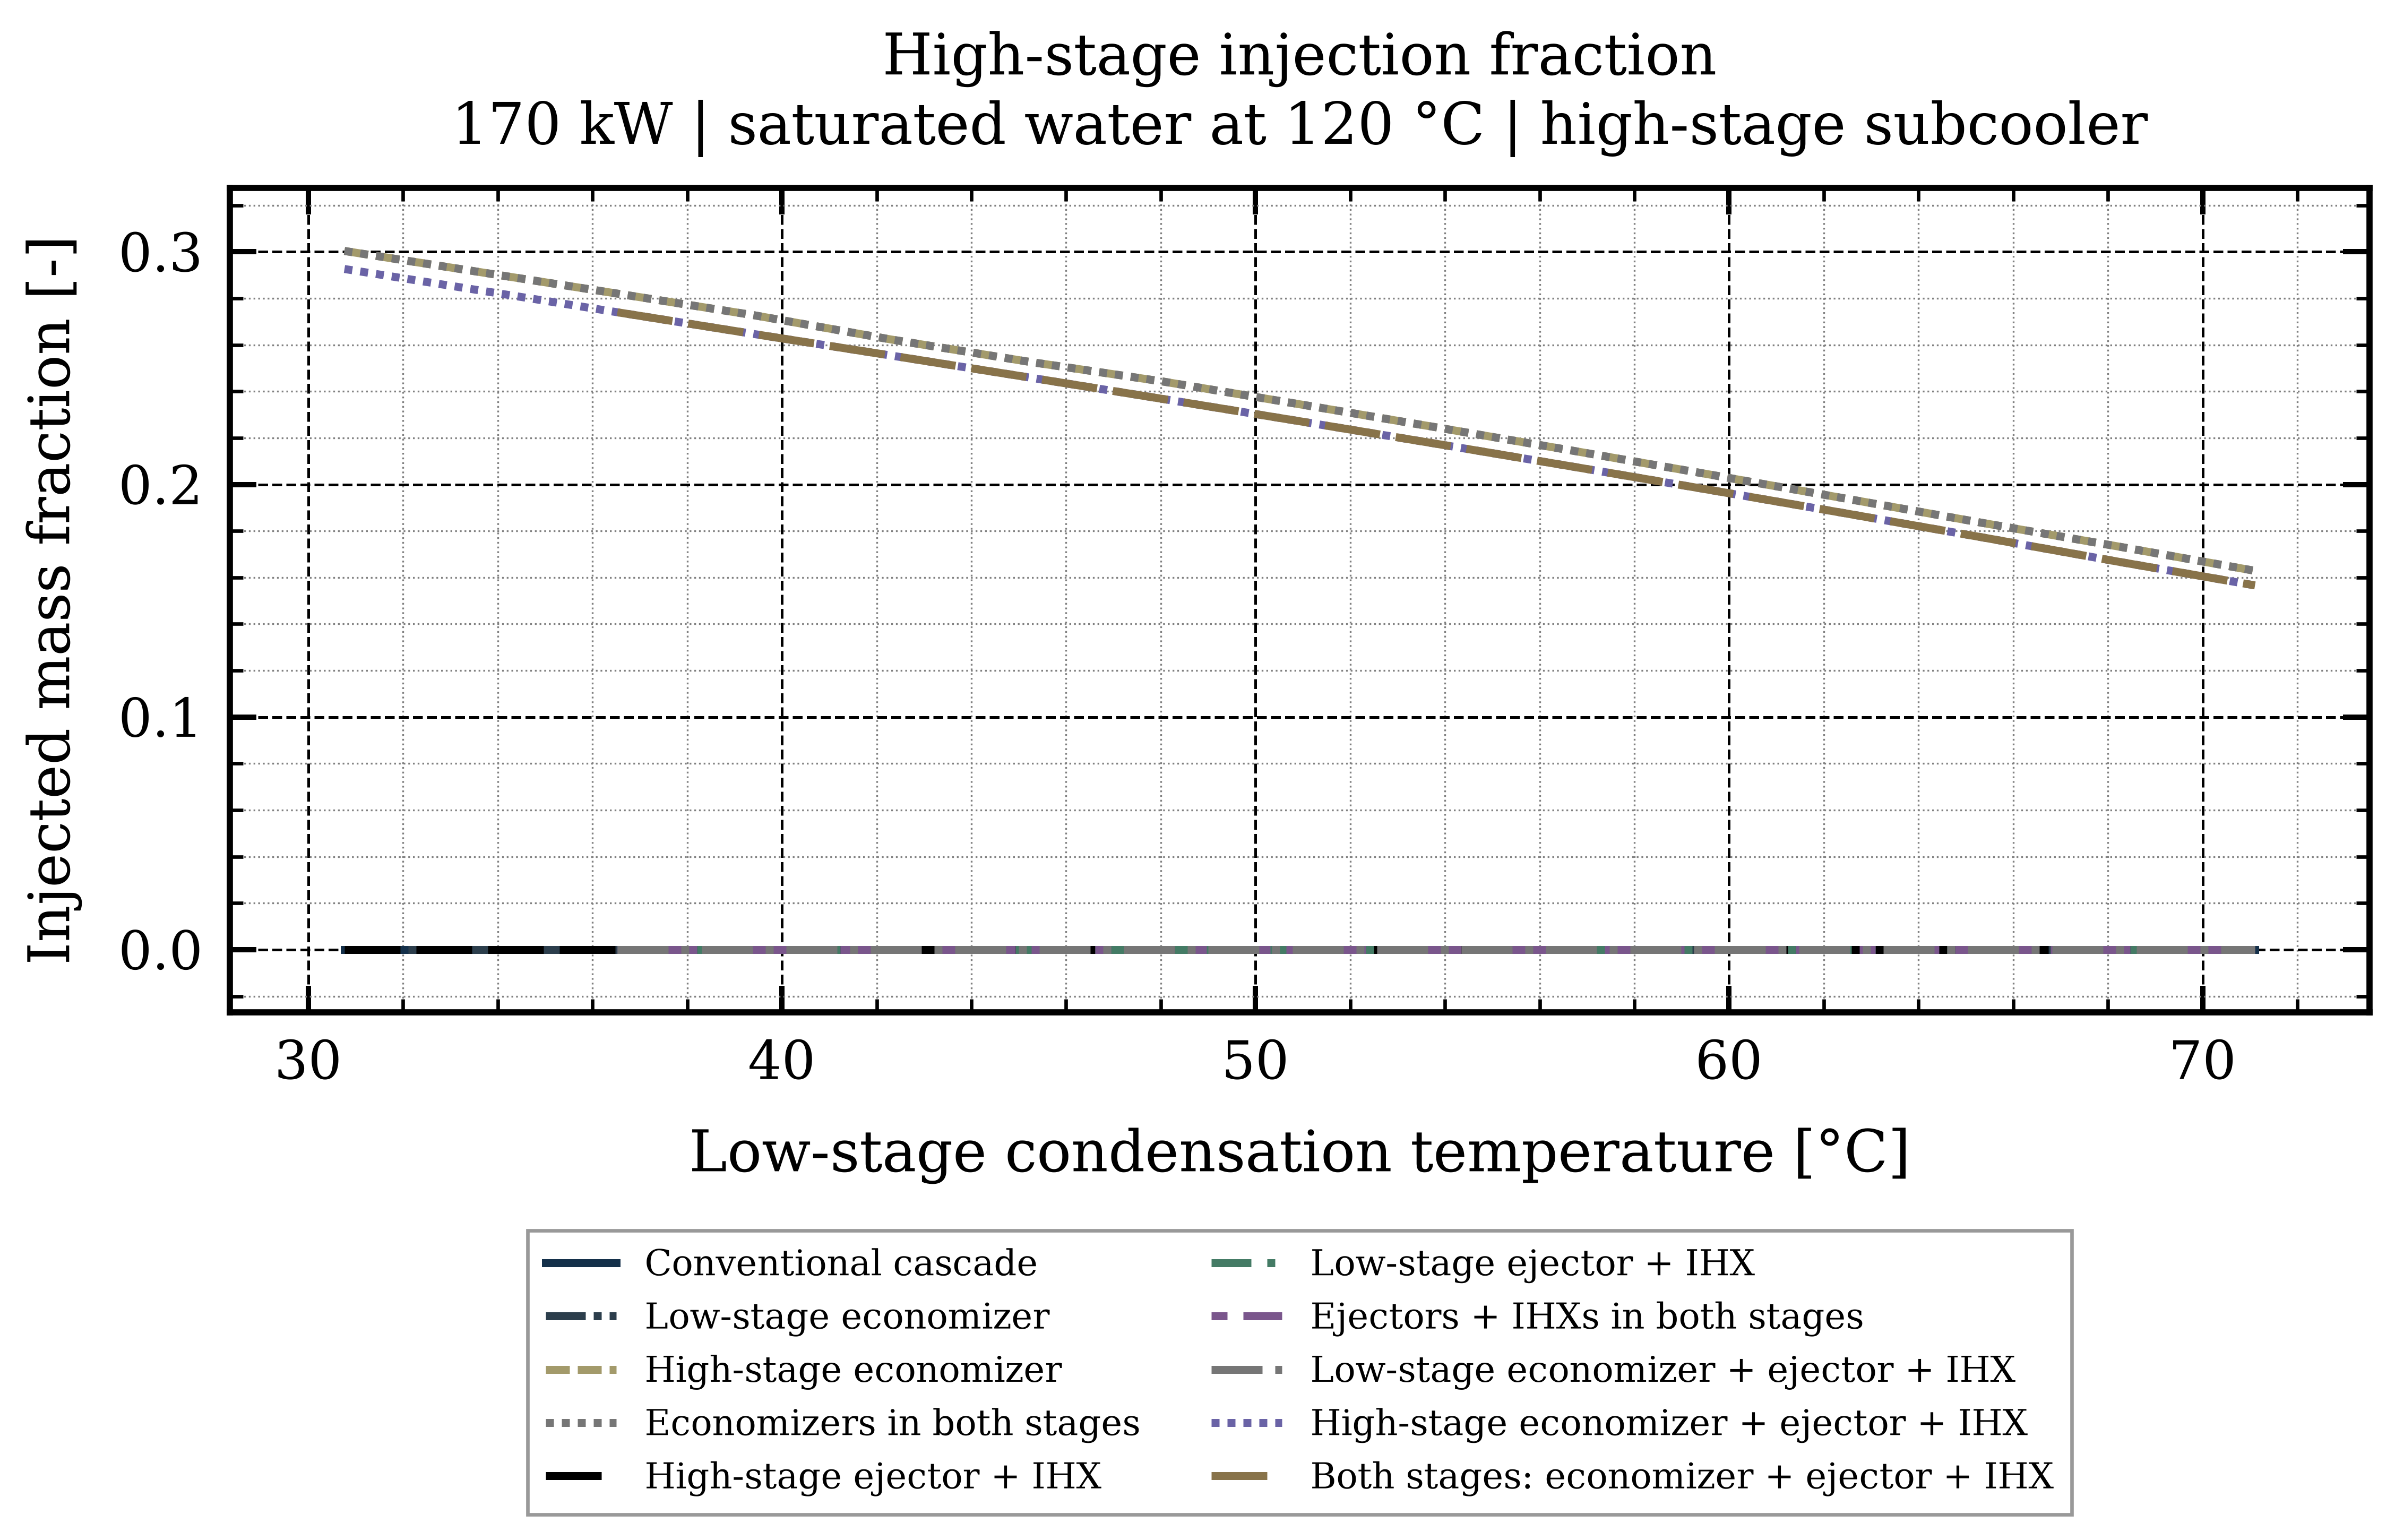 High-stage injection fraction
170 kW | saturated water at 120 °C | high-stage subcooler
Injected mass fraction [-]
0.3
0.2
0.1
0.0
30 40 50 60 70
Low-stage condensation temperature [°C]
Conventional cascade
Low-stage economizer
High-stage economizer
Economizers in both stages
High-stage ejector + IHX
Low-stage ejector + IHX
Ejectors + IHXs in both stages
Low-stage economizer + ejector + IHX
High-stage economizer + ejector + IHX
Both stages: economizer + ejector + IHX